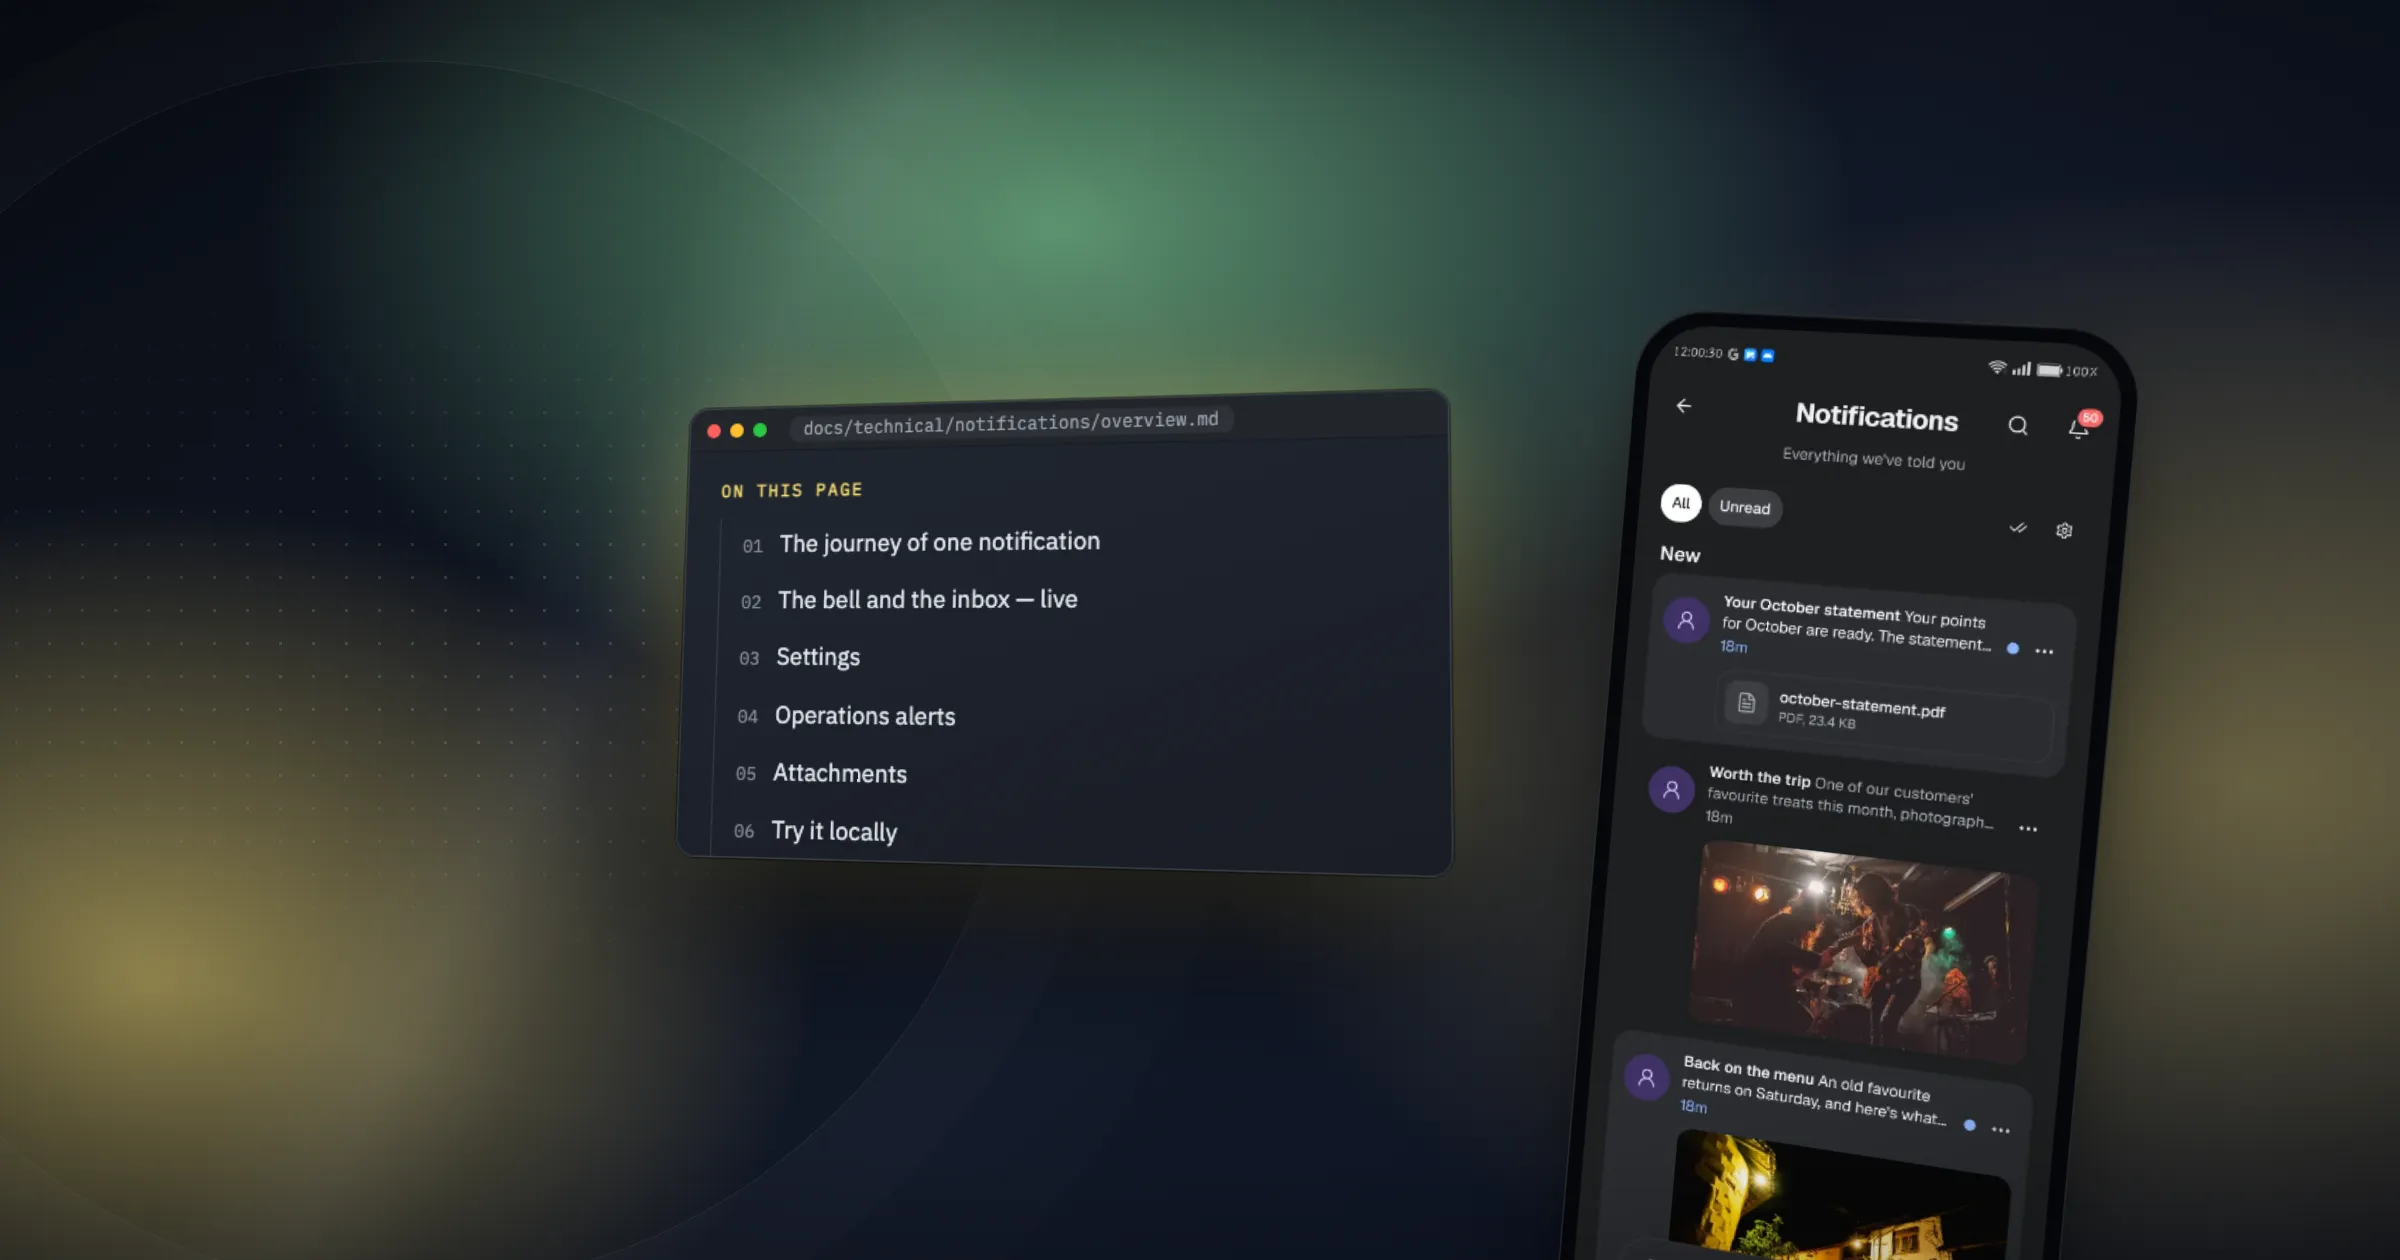 docs/technical/notifications/overview.md
ON THIS PAGE
01 The journey of one notification
02 The bell and the inbox — live
03 Settings
04 Operations alerts
05 Attachments
06 Try it locally
12:00:30
100%
Notifications
50
Everything we've told you
All
Unread
New
Your October statement Your points
for October are ready. The statement...
18m
october-statement.pdf
PDF, 23.4 KB
Worth the trip One of our customers'
favourite treats this month, photograph...
18m
Back on the menu An old favourite
returns on Saturday, and here's what...
18m